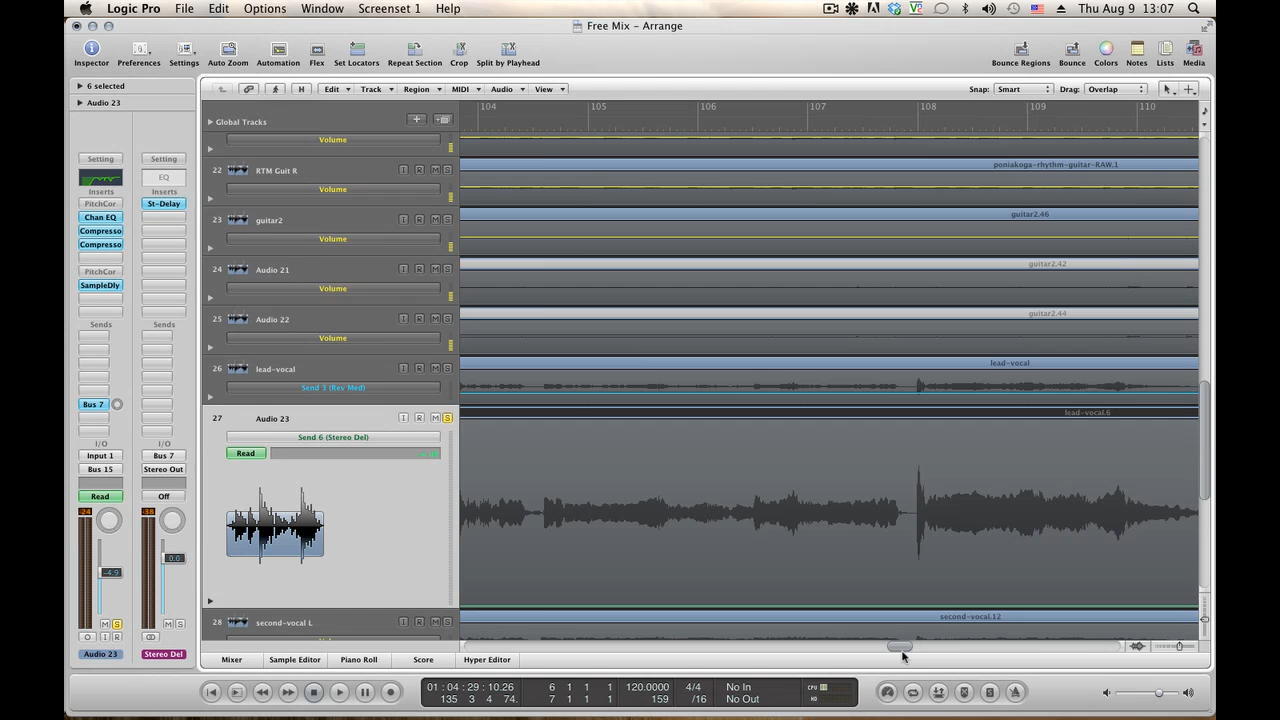 Logic Pro File Edit Options Window Screenset 1 Help Thu Aug 9 13:07
Free Mix – Arrange
Inspector Preferences Settings Auto Zoom Automation Flex Set Locators Repeat Section Crop Split by Playhead Bounce Regions Bounce Colors Notes Lists Media
6 selected
Audio 23
H Edit Track Region MIDI Audio View Snap: Smart Drag: Overlap
104 105 106 107 108 109 110
Global Tracks
Volume
22 RTM Guit R I R M S poniakoga-rhythm-guitar-RAW.1
Volume
23 guitar2 I R M S guitar2.46
Volume
24 Audio 21 I R M S guitar2.42
Volume
25 Audio 22 I R M S guitar2.44
Volume
26 lead-vocal I R M S lead-vocal
Send 3 (Rev Med)
27 Audio 23 I R M S lead-vocal.6
Send 6 (Stereo Del)
Read
28 second-vocal L I R M S second-vocal.12
Setting Setting
EQ
Inserts Inserts
PitchCor St-Delay
Chan EQ
Compresso
Compresso
PitchCor
SampleDly
Sends Sends
Bus 7
I/O I/O
Input 1 Bus 7
Bus 15 Stereo Out
Read Off
-24 -38
-4.9 0.0
M S M S
I R
Audio 23 Stereo Del
Mixer Sample Editor Piano Roll Score Hyper Editor
01 : 04 : 29 : 10.26 6 1 1 1 120.0000 4/4 No In CPU
135 3 4 74. 7 1 1 1 159 /16 No Out HD